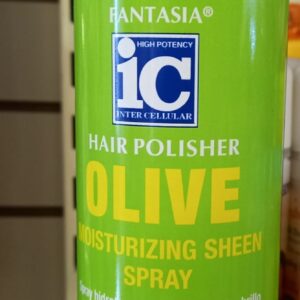 FANTASIA®
HIGH POTENCY
iC
INTER CELLULAR
HAIR POLISHER
OLIVE
MOISTURIZING SHEEN
SPRAY